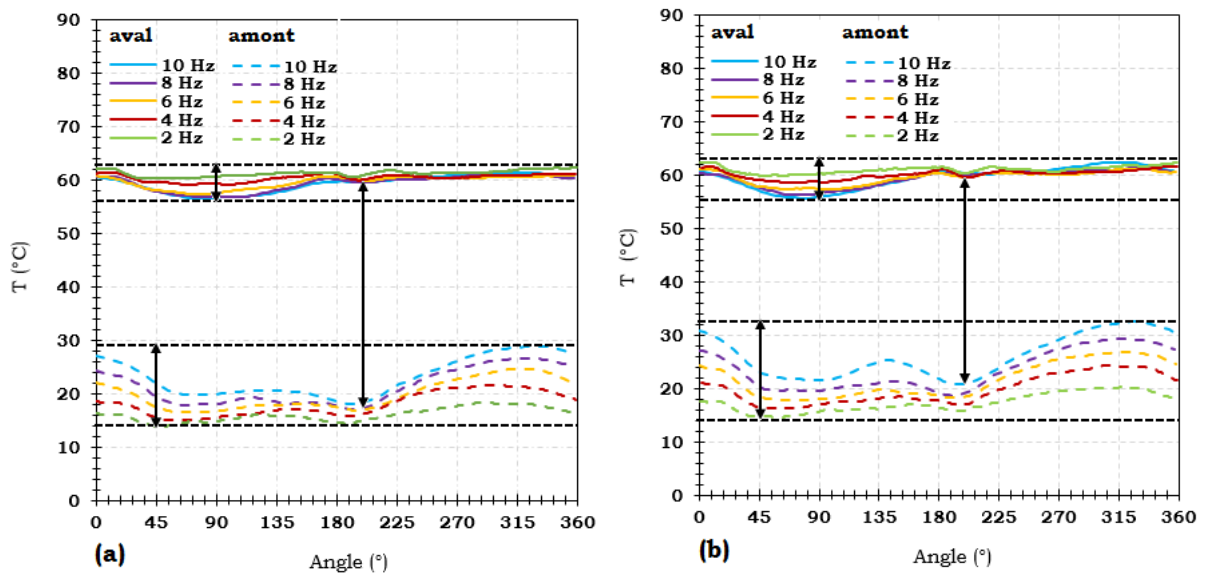 90
80
70
60
50
40
30
20
10
0
T (°C)
aval amont
10 Hz 10 Hz
8 Hz 8 Hz
6 Hz 6 Hz
4 Hz 4 Hz
2 Hz 2 Hz
0 45 90 135 180 225 270 315 360
(a) Angle (°)
90
80
70
60
50
40
30
20
10
0
T (°C)
aval amont
10 Hz 10 Hz
8 Hz 8 Hz
6 Hz 6 Hz
4 Hz 4 Hz
2 Hz 2 Hz
0 45 90 135 180 225 270 315 360
(b) Angle (°)